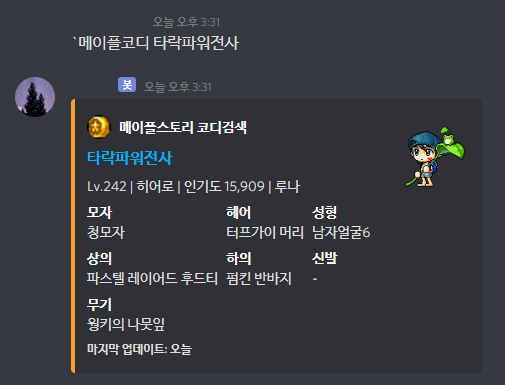 오늘 오후 3:31
`메이플코디 타락파워전사
봇 오늘 오후 3:31
메이플스토리 코디검색
타락파워전사
Lv.242 | 히어로 | 인기도 15,909 | 루나
모자 헤어 성형
청모자 터프가이 머리 남자얼굴6
상의 하의 신발
파스텔 레이어드 후드티 펌킨 반바지 -
무기
웡키의 나뭇잎
마지막 업데이트: 오늘